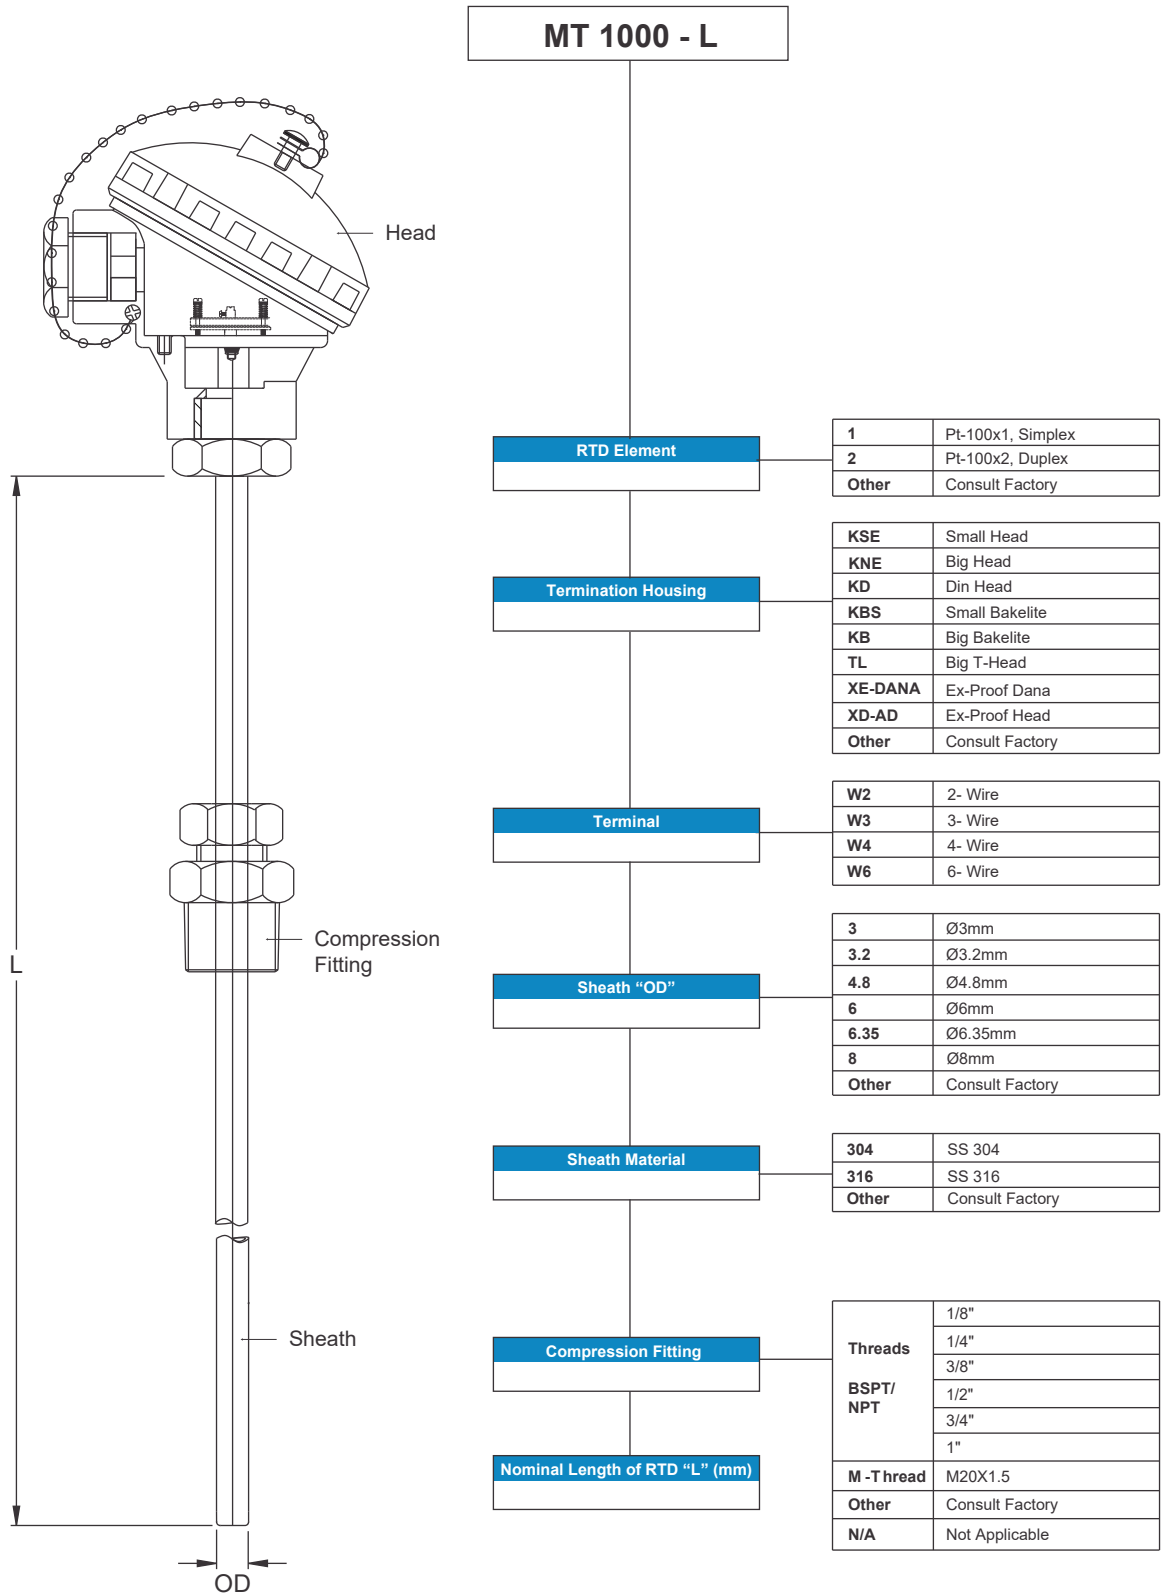 MT 1000 - L
Head
RTD Element
1 Pt-100x1, Simplex
2 Pt-100x2, Duplex
Other Consult Factory
Termination Housing
KSE Small Head
KNE Big Head
KD Din Head
KBS Small Bakelite
KB Big Bakelite
TL Big T-Head
XE-DANA Ex-Proof Dana
XD-AD Ex-Proof Head
Other Consult Factory
Terminal
W2 2- Wire
W3 3- Wire
W4 4- Wire
W6 6- Wire
Compression
Fitting
L
Sheath “OD”
3 Ø3mm
3.2 Ø3.2mm
4.8 Ø4.8mm
6 Ø6mm
6.35 Ø6.35mm
8 Ø8mm
Other Consult Factory
Sheath Material
304 SS 304
316 SS 316
Other Consult Factory
Sheath
Compression Fitting
Threads
BSPT/
NPT
1/8"
1/4"
3/8"
1/2"
3/4"
1"
M -Thread M20X1.5
Other Consult Factory
N/A Not Applicable
Nominal Length of RTD “L” (mm)
OD